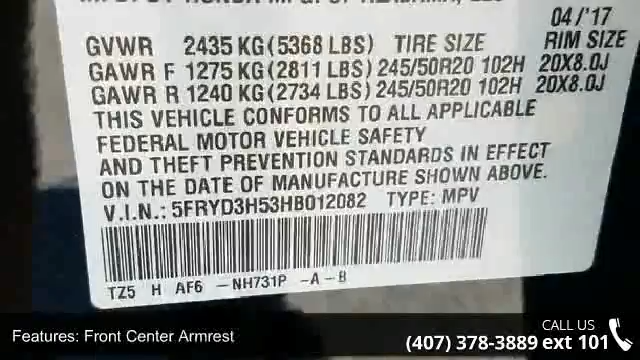 04/'17
GVWR 2435 KG(5368 LBS) TIRE SIZE RIM SIZE
GAWR F 1275 KG(2811 LBS) 245/50R20 102H 20X8.0J
GAWR R 1240 KG(2734 LBS) 245/50R20 102H 20X8.0J
THIS VEHICLE CONFORMS TO ALL APPLICABLE
FEDERAL MOTOR VEHICLE SAFETY
AND THEFT PREVENTION STANDARDS IN EFFECT
ON THE DATE OF MANUFACTURE SHOWN ABOVE.
V.I.N.: 5FRYD3H53HB012082 TYPE: MPV
TZ5 H AF6 -NH731P -A-B
Features: Front Center Armrest
CALL US
(407) 378-3889 ext 101